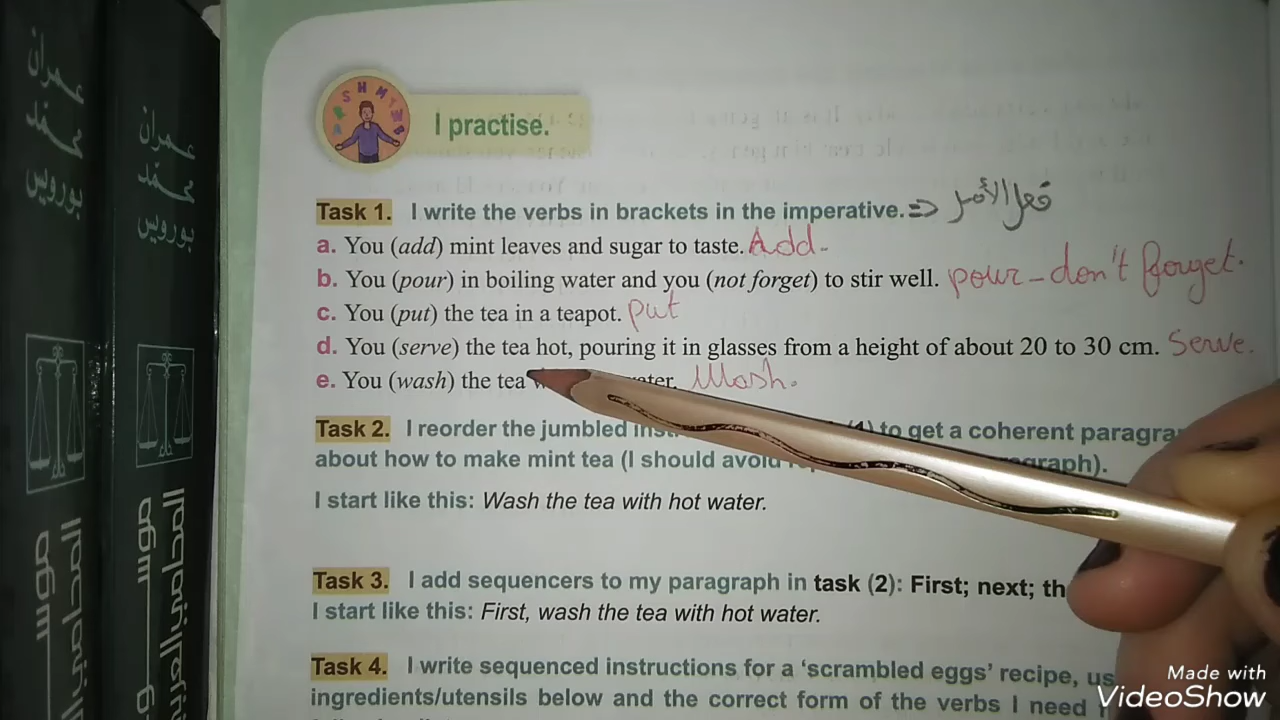 عمران
محمّد
بورويس
عمران
محمّد
بورويس
ARSHMTWB
I practise.
Task 1. I write the verbs in brackets in the imperative. => فعل الأمر
a. You (add) mint leaves and sugar to taste. Add.
b. You (pour) in boiling water and you (not forget) to stir well. pour - don't forget.
c. You (put) the tea in a teapot. put
d. You (serve) the tea hot, pouring it in glasses from a height of about 20 to 30 cm. Serve.
e. You (wash) the tea Wash.
Task 2. I reorder the jumbled to get a coherent
about how to make mint tea (I should avoid
I start like this: Wash the tea with hot water.
Task 3. I add sequencers to my paragraph in task (2): First; next;
I start like this: First, wash the tea with hot water.
Task 4. I write sequenced instructions for a ‘scrambled eggs’ recipe,
ingredients/utensils below and the correct form of the verbs I need
Made with
VideoShow